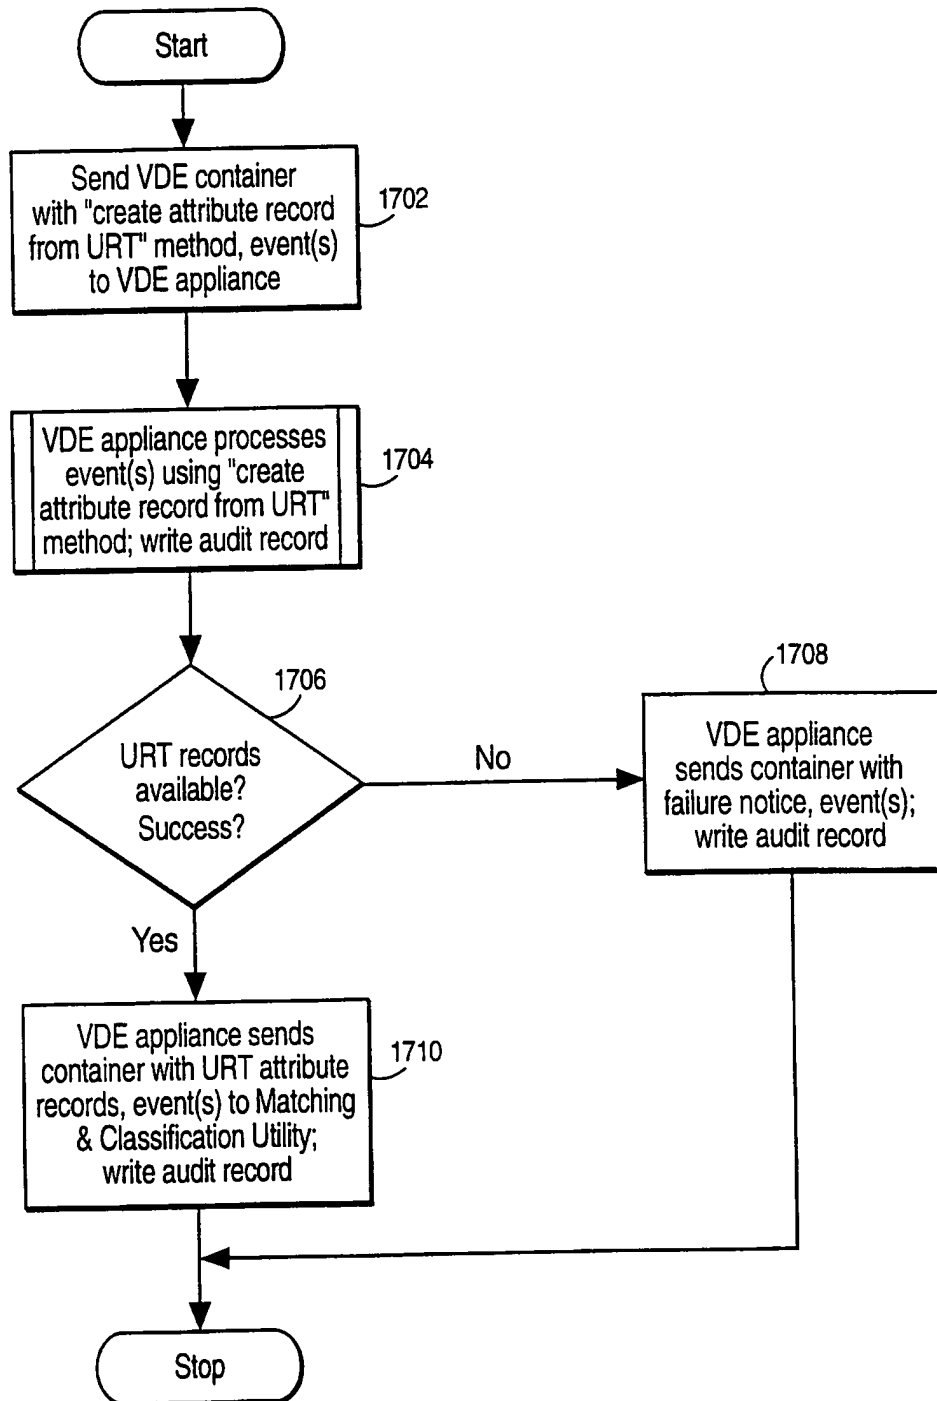 Start
Send VDE container
with "create attribute record
from URT" method, event(s)
to VDE appliance
1702
VDE appliance processes
event(s) using "create
attribute record from URT"
method; write audit record
1704
1706
URT records
available?
Success?
No
1708
VDE appliance
sends container with
failure notice, event(s);
write audit record
Yes
VDE appliance sends
container with URT attribute
records, event(s) to Matching
& Classification Utility;
write audit record
1710
Stop